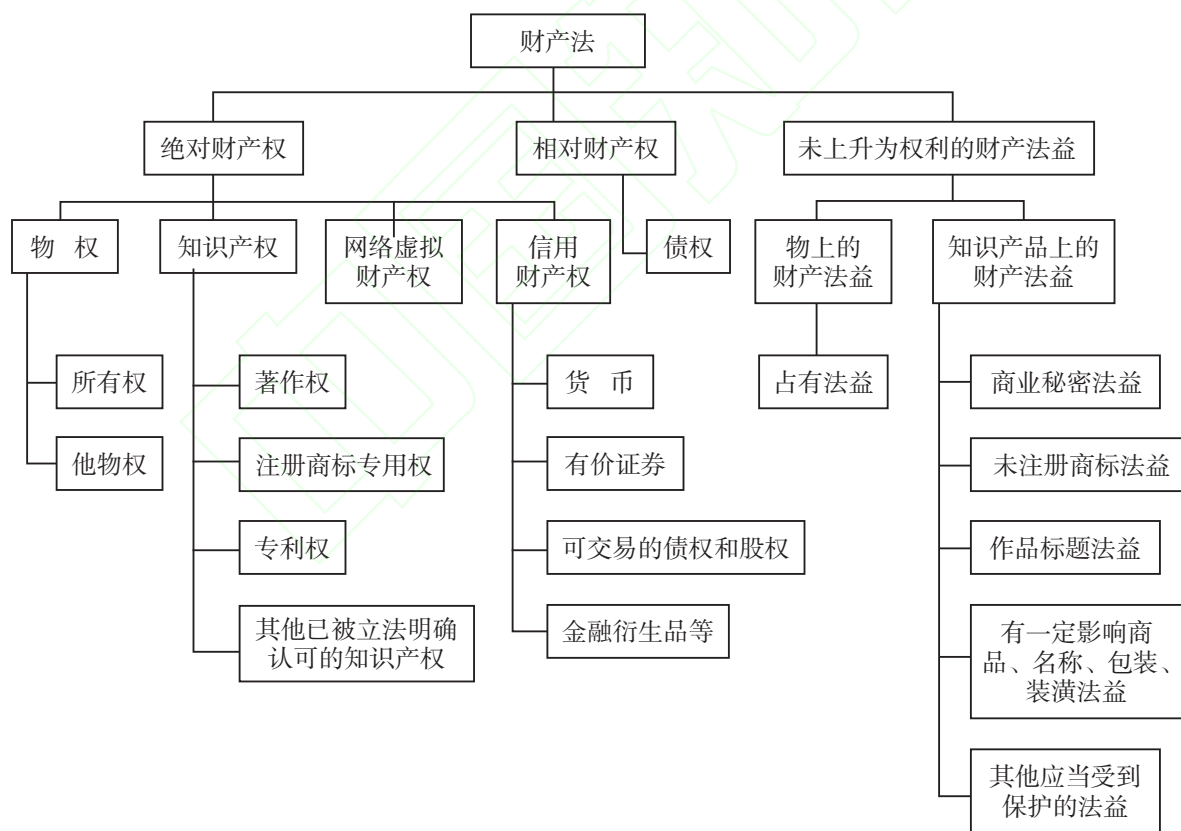 财产法
绝对财产权
相对财产权
未上升为权利的财产法益
物 权
知识产权
网络虚拟
财产权
信用
财产权
债权
物上的
财产法益
知识产品上的
财产法益
所有权
他物权
著作权
注册商标专用权
专利权
其他已被立法明确
认可的知识产权
货 币
有价证券
可交易的债权和股权
金融衍生品等
占有法益
商业秘密法益
未注册商标法益
作品标题法益
有一定影响商
品、名称、包装、
装潢法益
其他应当受到
保护的法益